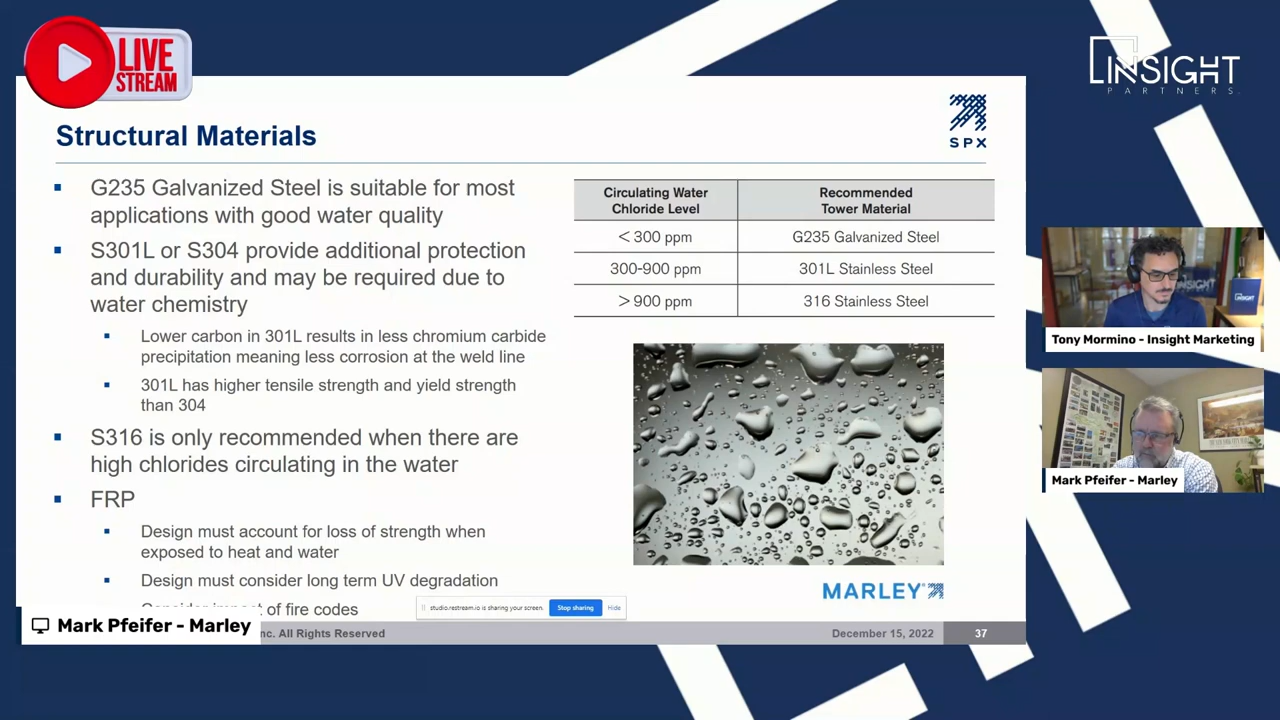 LIVE
STREAM
INSIGHT
PARTNERS.
SPX
Structural Materials
G235 Galvanized Steel is suitable for most
applications with good water quality
S301L or S304 provide additional protection
and durability and may be required due to
water chemistry
Lower carbon in 301L results in less chromium carbide
precipitation meaning less corrosion at the weld line
301L has higher tensile strength and yield strength
than 304
S316 is only recommended when there are
high chlorides circulating in the water
FRP
Design must account for loss of strength when
exposed to heat and water
Design must consider long term UV degradation
Consider impact of fire codes
Circulating Water
Chloride Level
Recommended
Tower Material
< 300 ppm
G235 Galvanized Steel
300-900 ppm
301L Stainless Steel
> 900 ppm
316 Stainless Steel
MARLEY
studio.restream.io is sharing your screen.
Stop sharing
Hide
Mark Pfeifer - Marley
nc. All Rights Reserved
December 15, 2022
37
Tony Mormino - Insight Marketing
Mark Pfeifer - Marley